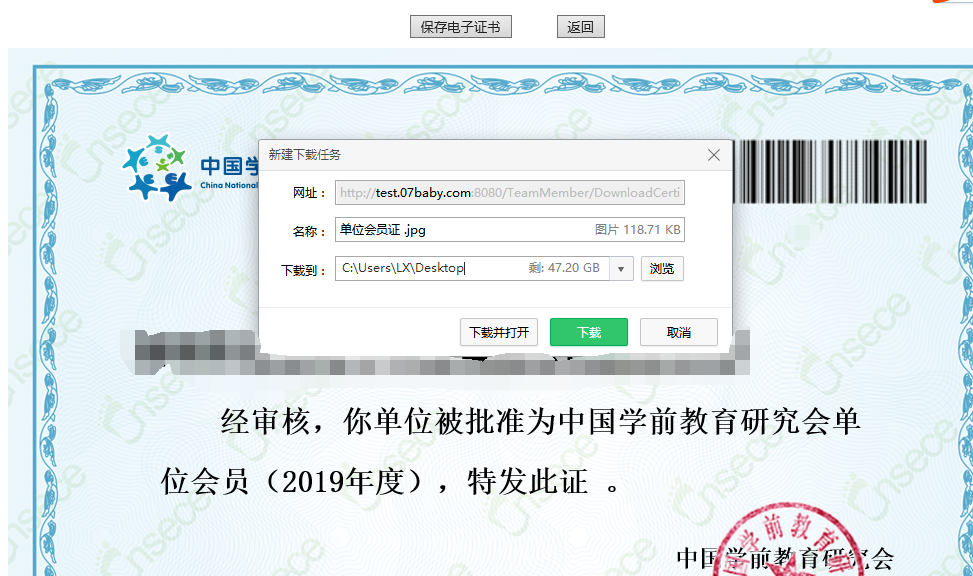 保存电子证书 返回
中国学
China National
新建下载任务
网址： http://test.07baby.com:8080/TeamMember/DownloadCerti
名称： 单位会员证 .jpg 图片 118.71 KB
下载到： C:\Users\LX\Desktop 剩: 47.20 GB 浏览
下载并打开 下载 取消
经审核，你单位被批准为中国学前教育研究会单
位会员（2019年度），特发此证 。
中国学前教育研究会
国学前教育研
cnsece